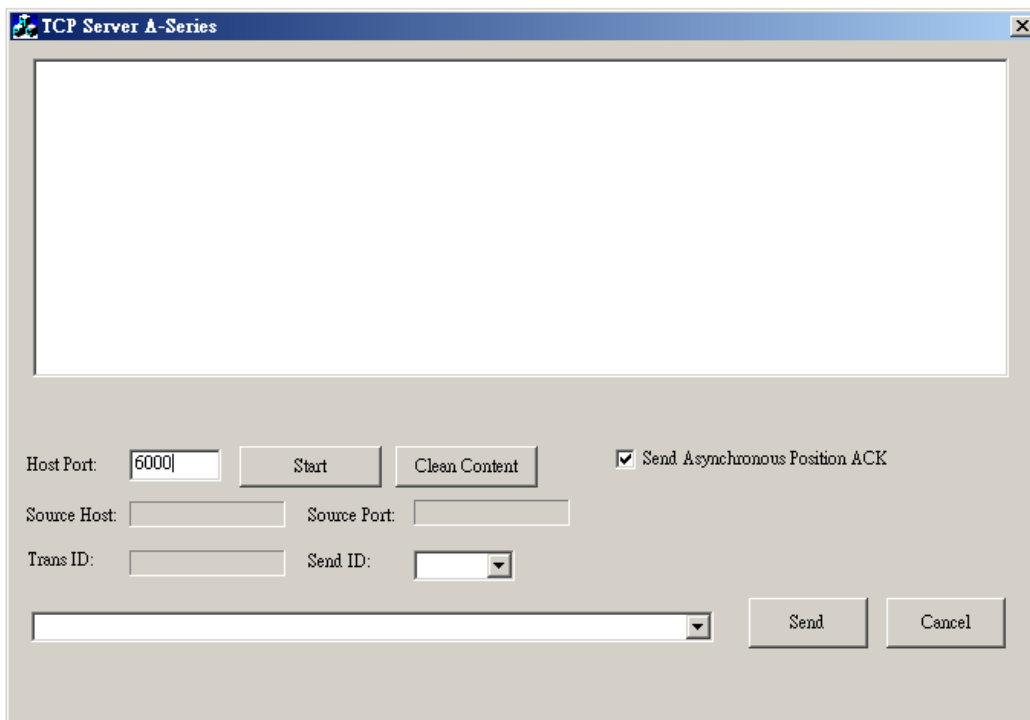 TCP Server A-Series
Host Port: 6000 Start Clean Content Send Asynchronous Position ACK
Source Host: Source Port:
Trans ID: Send ID:
Send Cancel